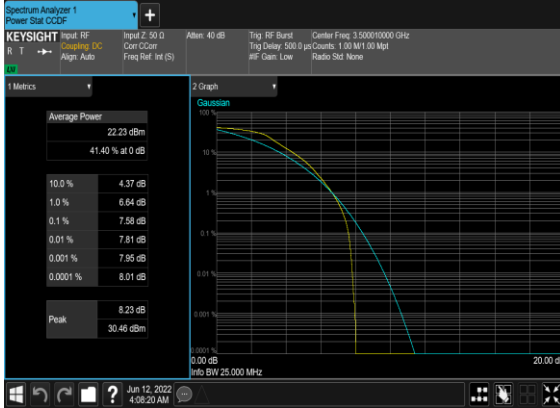 Spectrum Analyzer 1
Power Stat CCDF
KEYSIGHT
R T
Input: RF
Coupling: DC
Align: Auto
Input Z: 50 Ω
Corr CCorr
Freq Ref: Int (S)
Atten: 40 dB
Trig: RF Burst
Trig Delay: 500.0 µs
#IF Gain: Low
Center Freq: 3.500010000 GHz
Counts: 1.00 M/1.00 Mpt
Radio Std: None
1 Metrics
Average Power
22.23 dBm
41.40 % at 0 dB
10.0 % 4.37 dB
1.0 % 6.64 dB
0.1 % 7.58 dB
0.01 % 7.81 dB
0.001 % 7.95 dB
0.0001 % 8.01 dB
Peak
8.23 dB
30.46 dBm
2 Graph
Gaussian
100 %
10 %
1 %
0.1 %
0.01 %
0.001 %
0.0001 %
0.00 dB
20.00 dB
Info BW 25.000 MHz
Jun 12, 2022
4:08:20 AM